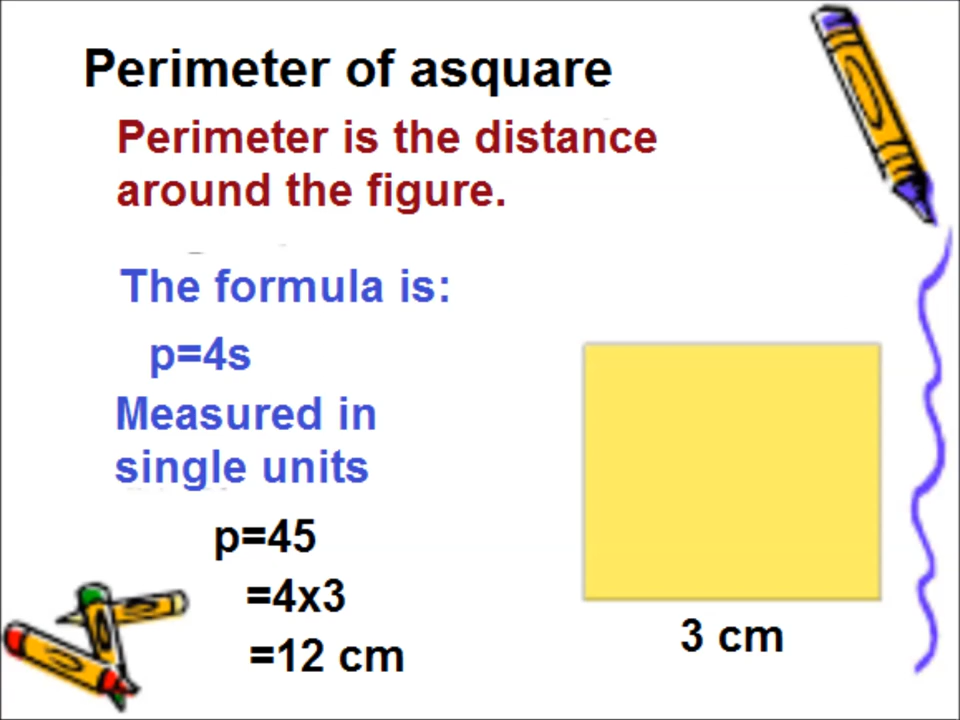 Perimeter of asquare
Perimeter is the distance
around the figure.
The formula is:
p=4s
Measured in
single units
p=45
=4x3
=12 cm
3 cm